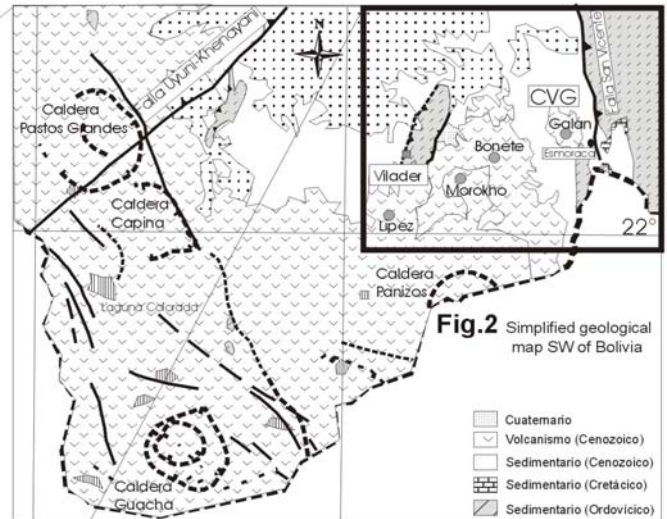 N
Falla Uyuni-Khenayani
Caldera
Pastos Grandes
Caldera
Capina
Laguna Colorada
Caldera
Guacha
Caldera
Panizos
Falla San Vicente
CVG
Galan
Esmoraca
Bonete
Vilader
Morokho
Lipez
22°
Fig.2 Simplified geological
map SW of Bolivia
Cuaternario
Volcanismo (Cenozoico)
Sedimentario (Cenozoico)
Sedimentario (Cretácico)
Sedimentario (Ordovícico)